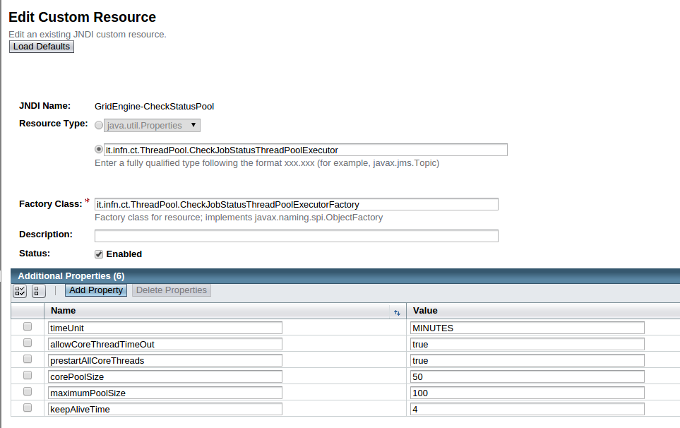 Edit Custom Resource
Edit an existing JNDI custom resource.
Load Defaults
JNDI Name: GridEngine-CheckStatusPool
Resource Type: java.util.Properties
it.infn.ct.ThreadPool.CheckJobStatusThreadPoolExecutor
Enter a fully qualified type following the format xxx.xxx (for example, javax.jms.Topic)
Factory Class: * it.infn.ct.ThreadPool.CheckJobStatusThreadPoolExecutorFactory
Factory class for resource; implements javax.naming.spi.ObjectFactory
Description:
Status: Enabled
Additional Properties (6)
Add Property Delete Properties
Name Value
timeUnit MINUTES
allowCoreThreadTimeOut true
prestartAllCoreThreads true
corePoolSize 50
maximumPoolSize 100
keepAliveTime 4